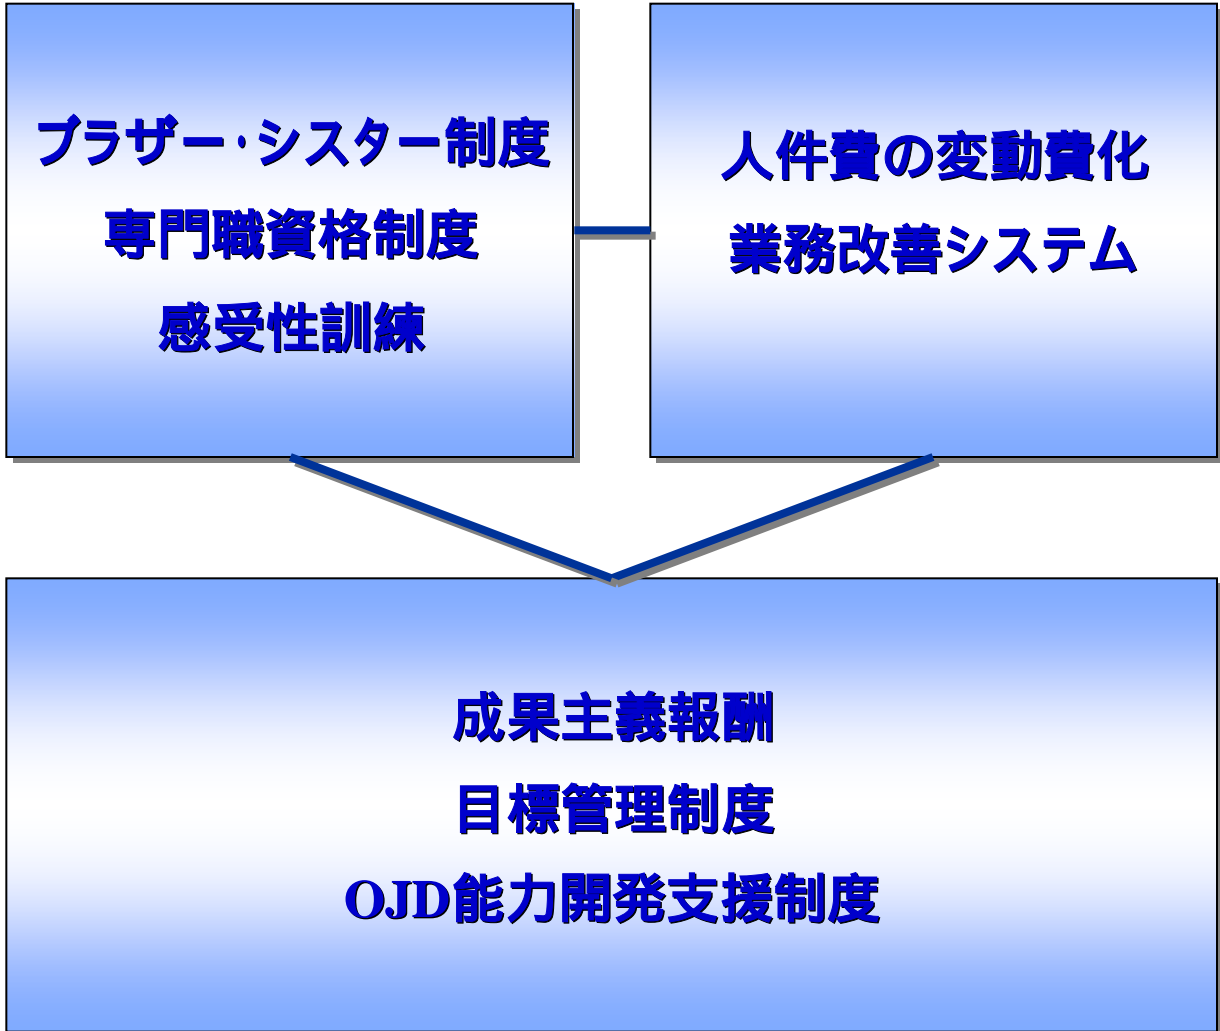 ブラザー・シスター制度
専門職資格制度
感受性訓練
人件費の変動費化
業務改善システム
成果主義報酬
目標管理制度
OJD能力開発支援制度